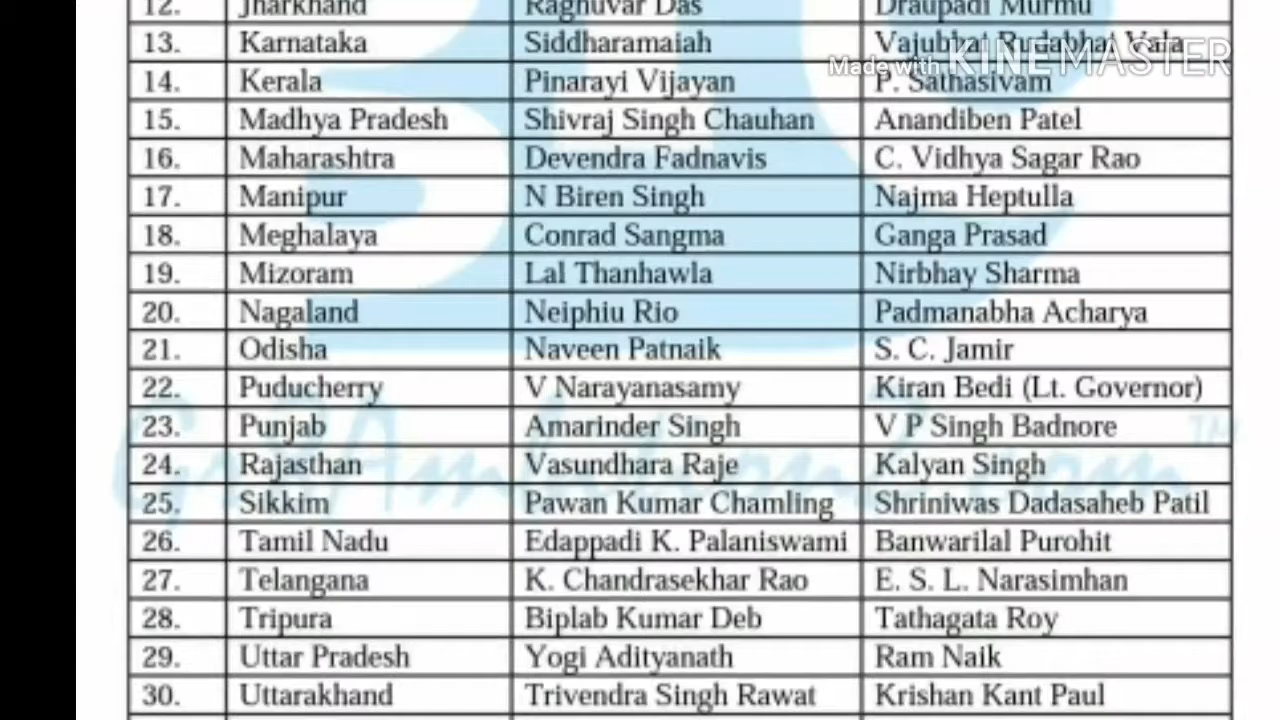 12. Jharkhand Raghuvar Das Draupadi Murmu
13. Karnataka Siddharamaiah Vajubhai Rudabhai Vala
Made with KINEMASTER
14. Kerala Pinarayi Vijayan P. Sathasivam
15. Madhya Pradesh Shivraj Singh Chauhan Anandiben Patel
16. Maharashtra Devendra Fadnavis C. Vidhya Sagar Rao
17. Manipur N Biren Singh Najma Heptulla
18. Meghalaya Conrad Sangma Ganga Prasad
19. Mizoram Lal Thanhawla Nirbhay Sharma
20. Nagaland Neiphiu Rio Padmanabha Acharya
21. Odisha Naveen Patnaik S. C. Jamir
22. Puducherry V Narayanasamy Kiran Bedi (Lt. Governor)
23. Punjab Amarinder Singh V P Singh Badnore
24. Rajasthan Vasundhara Raje Kalyan Singh
25. Sikkim Pawan Kumar Chamling Shriniwas Dadasaheb Patil
26. Tamil Nadu Edappadi K. Palaniswami Banwarilal Purohit
27. Telangana K. Chandrasekhar Rao E. S. L. Narasimhan
28. Tripura Biplab Kumar Deb Tathagata Roy
29. Uttar Pradesh Yogi Adityanath Ram Naik
30. Uttarakhand Trivendra Singh Rawat Krishan Kant Paul